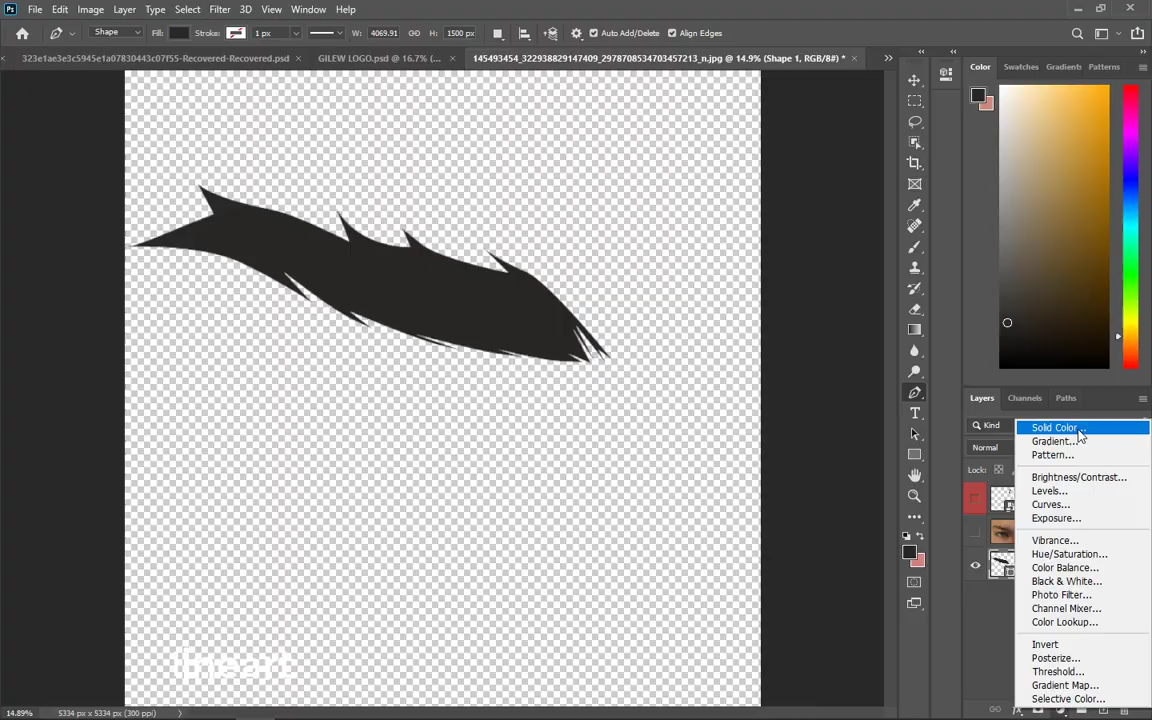 Ps File Edit Image Layer Type Select Filter 3D View Window Help
Shape Fill: Stroke: 1 px W: 4069.91 H: 1500 px Auto Add/Delete Align Edges
323e1ae3e3c5945e1a07830443c07f55-Recovered-Recovered.psd × GILEW LOGO.psd @ 16.7% (... × 145493454_322938829147409_2978708534703457213_n.jpg @ 14.9% (Shape 1, RGB/8#) * ×
Color Swatches Gradients Patterns
Layers Channels Paths
Kind
Normal
Lock:
Solid Color...
Gradient...
Pattern...
Brightness/Contrast...
Levels...
Curves...
Exposure...
Vibrance...
Hue/Saturation...
Color Balance...
Black & White...
Photo Filter...
Channel Mixer...
Color Lookup...
Invert
Posterize...
Threshold...
Gradient Map...
Selective Color...
lineart
14.89% 5334 px x 5334 px (300 ppi)